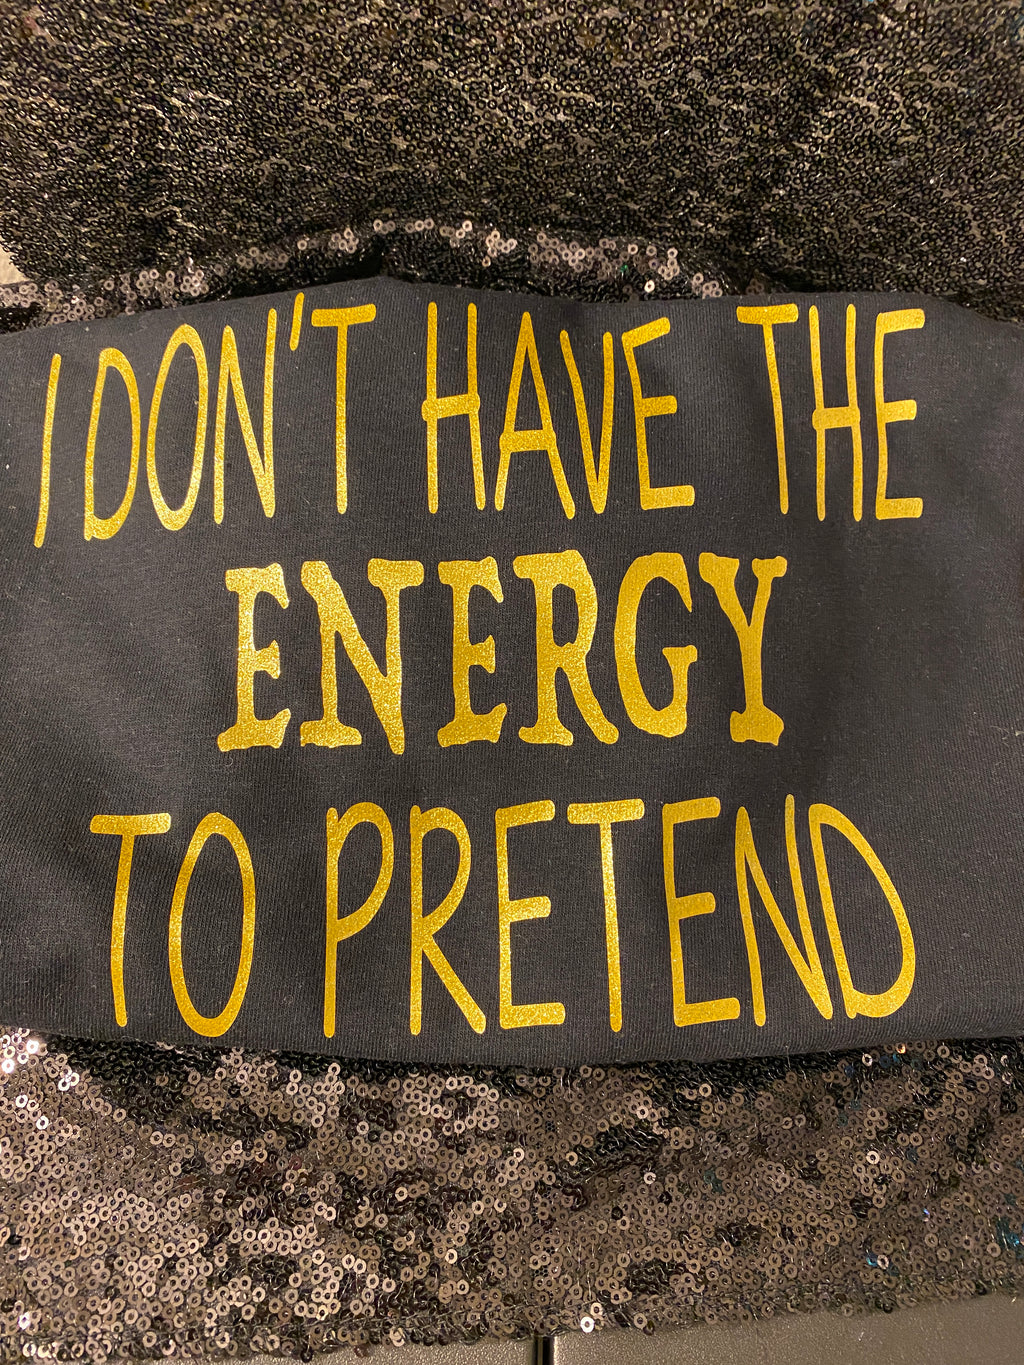 I DON'T HAVE THE
ENERGY
TO PRETEND